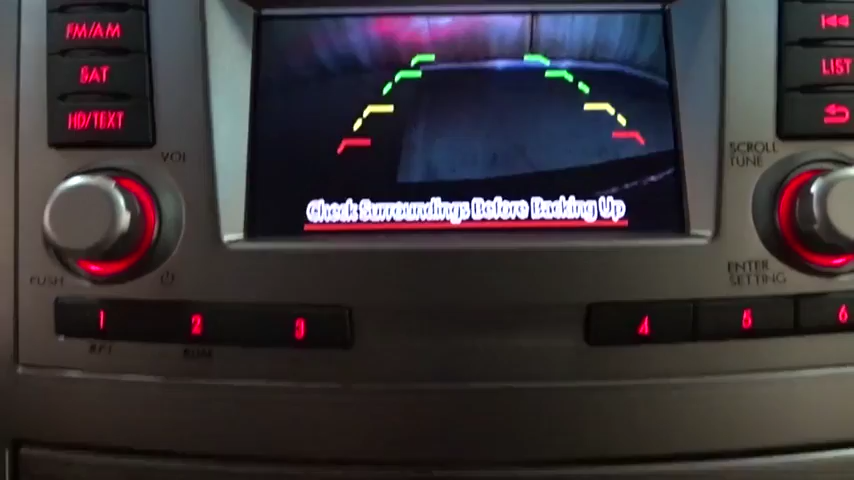 FM/AM
SAT
HD/TEXT
VOL
PUSH
Check Surroundings Before Backing Up
LIST
SCROLL
TUNE
ENTER
SETTING
1
2
3
4
5
6
RPT